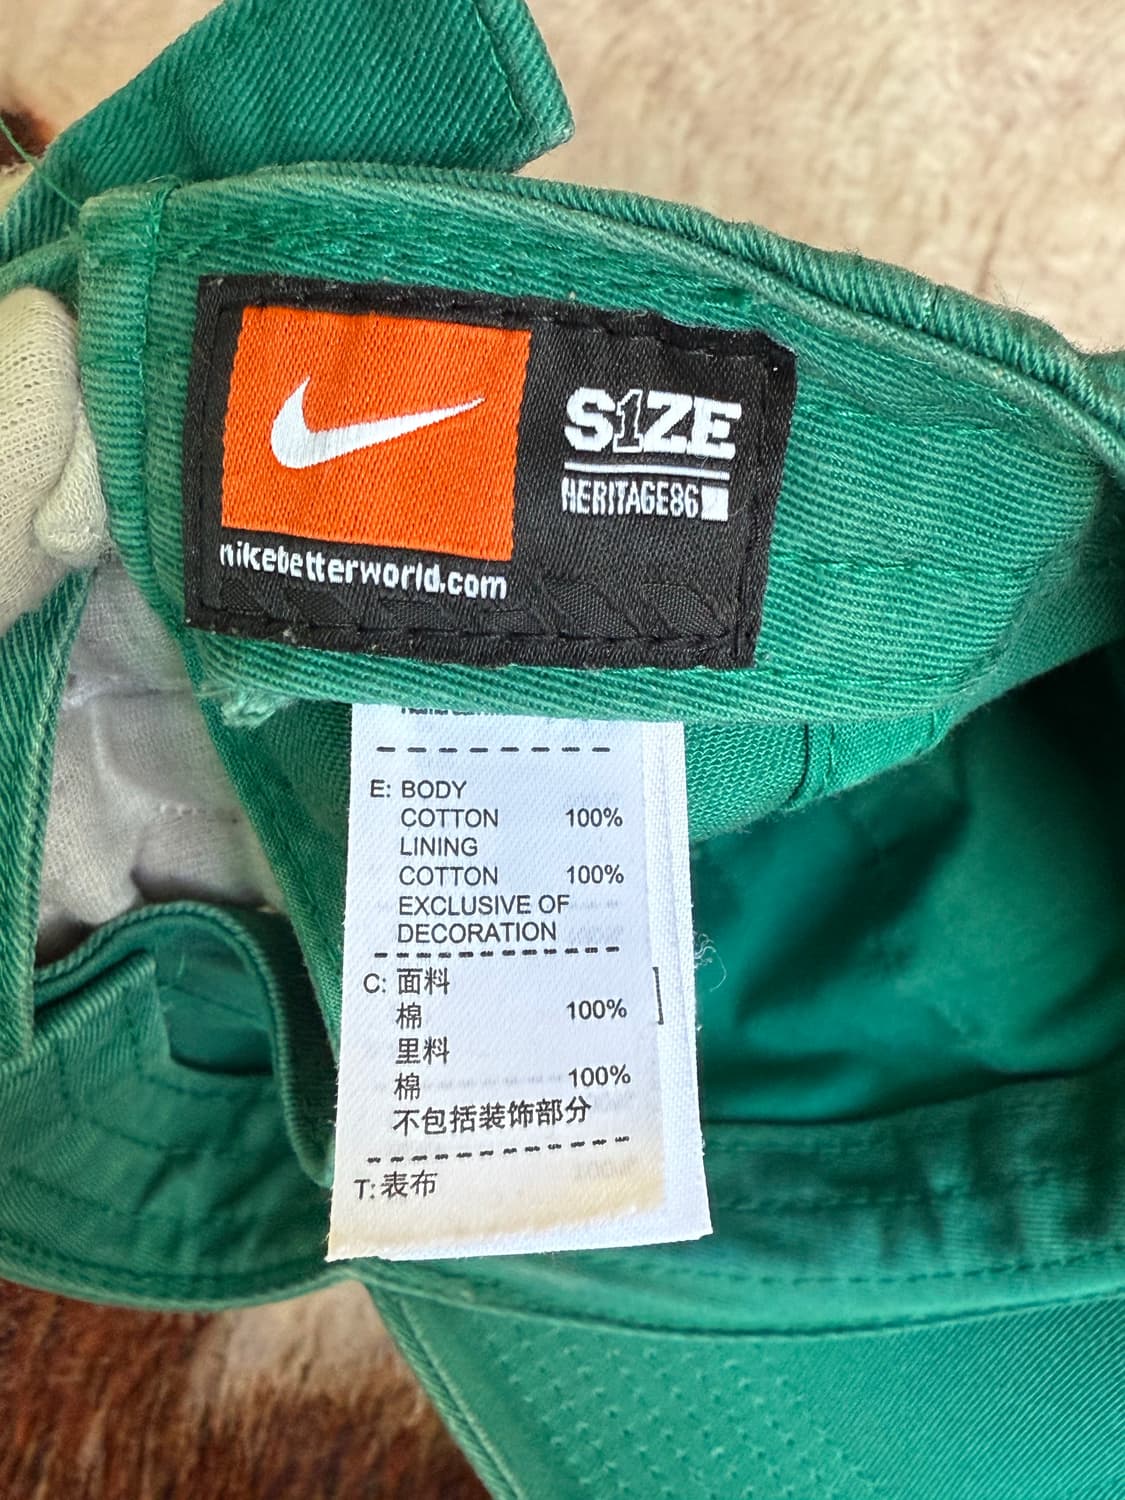 S1ZE
HERITAGE86
nikebetterworld.com
E: BODY
COTTON 100%
LINING
COTTON 100%
EXCLUSIVE OF
DECORATION
C: 面料
棉 100%
里料
棉 100%
不包括装饰部分
T: 表布